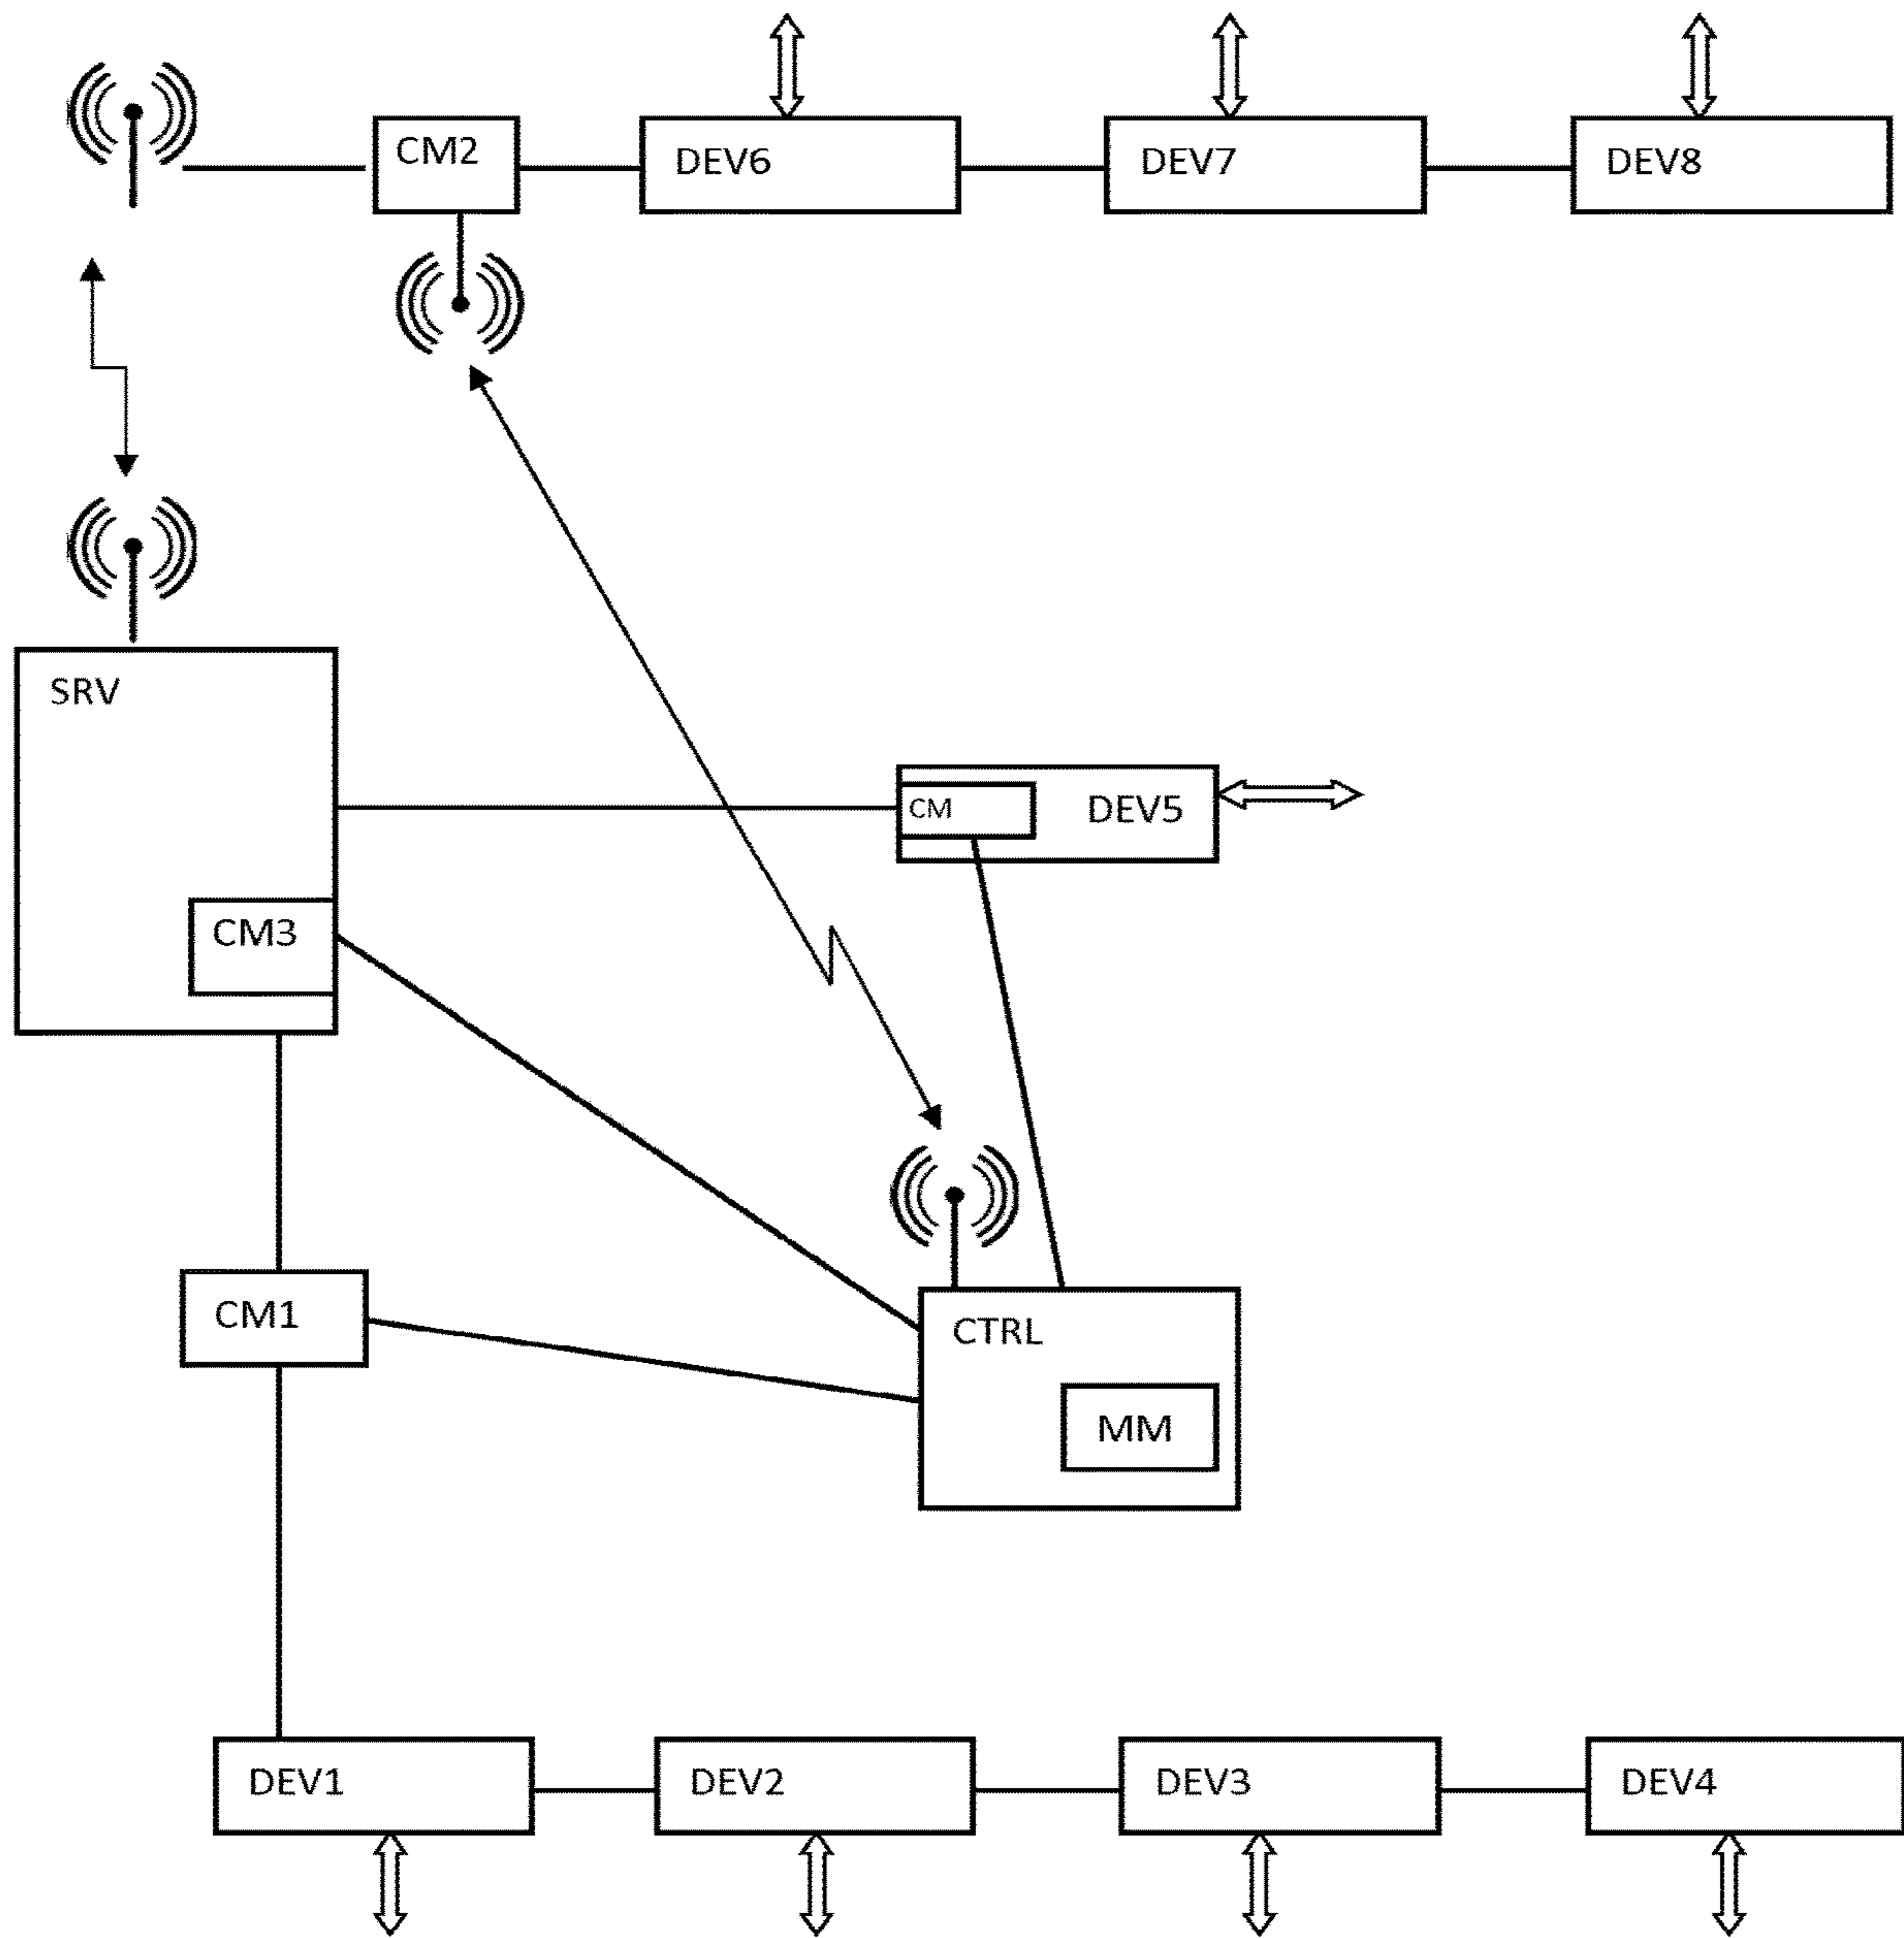 CM2
DEV6
DEV7
DEV8
SRV
CM
DEV5
CM3
CM1
CTRL
MM
DEV1
DEV2
DEV3
DEV4